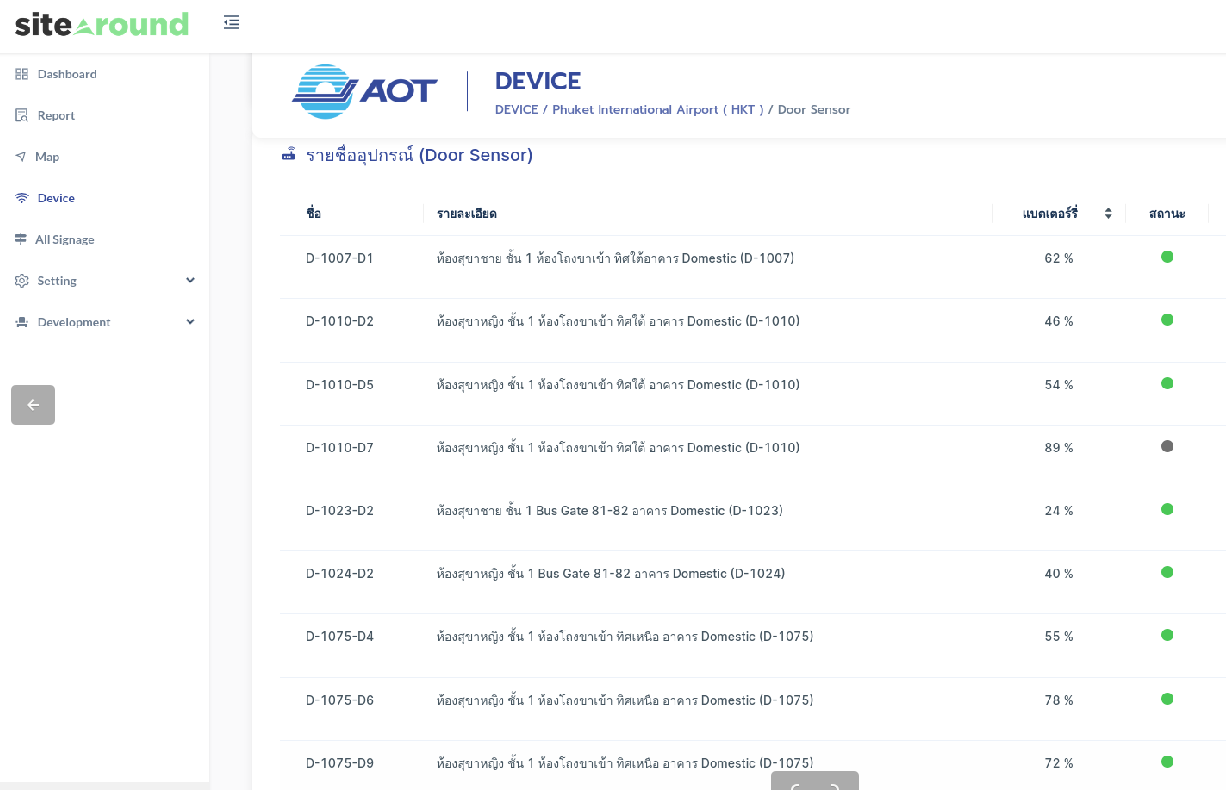 sitearound
Dashboard
Report
Map
Device
All Signage
Setting
Development
AOT
DEVICE
DEVICE / Phuket International Airport ( HKT ) / Door Sensor
รายชื่ออุปกรณ์ (Door Sensor)
ชื่อ รายละเอียด แบตเตอร์รี่ สถานะ
D-1007-D1 ห้องสุขาชาย ชั้น 1 ห้องโถงขาเข้า ทิศใต้อาคาร Domestic (D-1007) 62 %
D-1010-D2 ห้องสุขาหญิง ชั้น 1 ห้องโถงขาเข้า ทิศใต้ อาคาร Domestic (D-1010) 46 %
D-1010-D5 ห้องสุขาหญิง ชั้น 1 ห้องโถงขาเข้า ทิศใต้ อาคาร Domestic (D-1010) 54 %
D-1010-D7 ห้องสุขาหญิง ชั้น 1 ห้องโถงขาเข้า ทิศใต้ อาคาร Domestic (D-1010) 89 %
D-1023-D2 ห้องสุขาชาย ชั้น 1 Bus Gate 81-82 อาคาร Domestic (D-1023) 24 %
D-1024-D2 ห้องสุขาหญิง ชั้น 1 Bus Gate 81-82 อาคาร Domestic (D-1024) 40 %
D-1075-D4 ห้องสุขาหญิง ชั้น 1 ห้องโถงขาเข้า ทิศเหนือ อาคาร Domestic (D-1075) 55 %
D-1075-D6 ห้องสุขาหญิง ชั้น 1 ห้องโถงขาเข้า ทิศเหนือ อาคาร Domestic (D-1075) 78 %
D-1075-D9 ห้องสุขาหญิง ชั้น 1 ห้องโถงขาเข้า ทิศเหนือ อาคาร Domestic (D-1075) 72 %